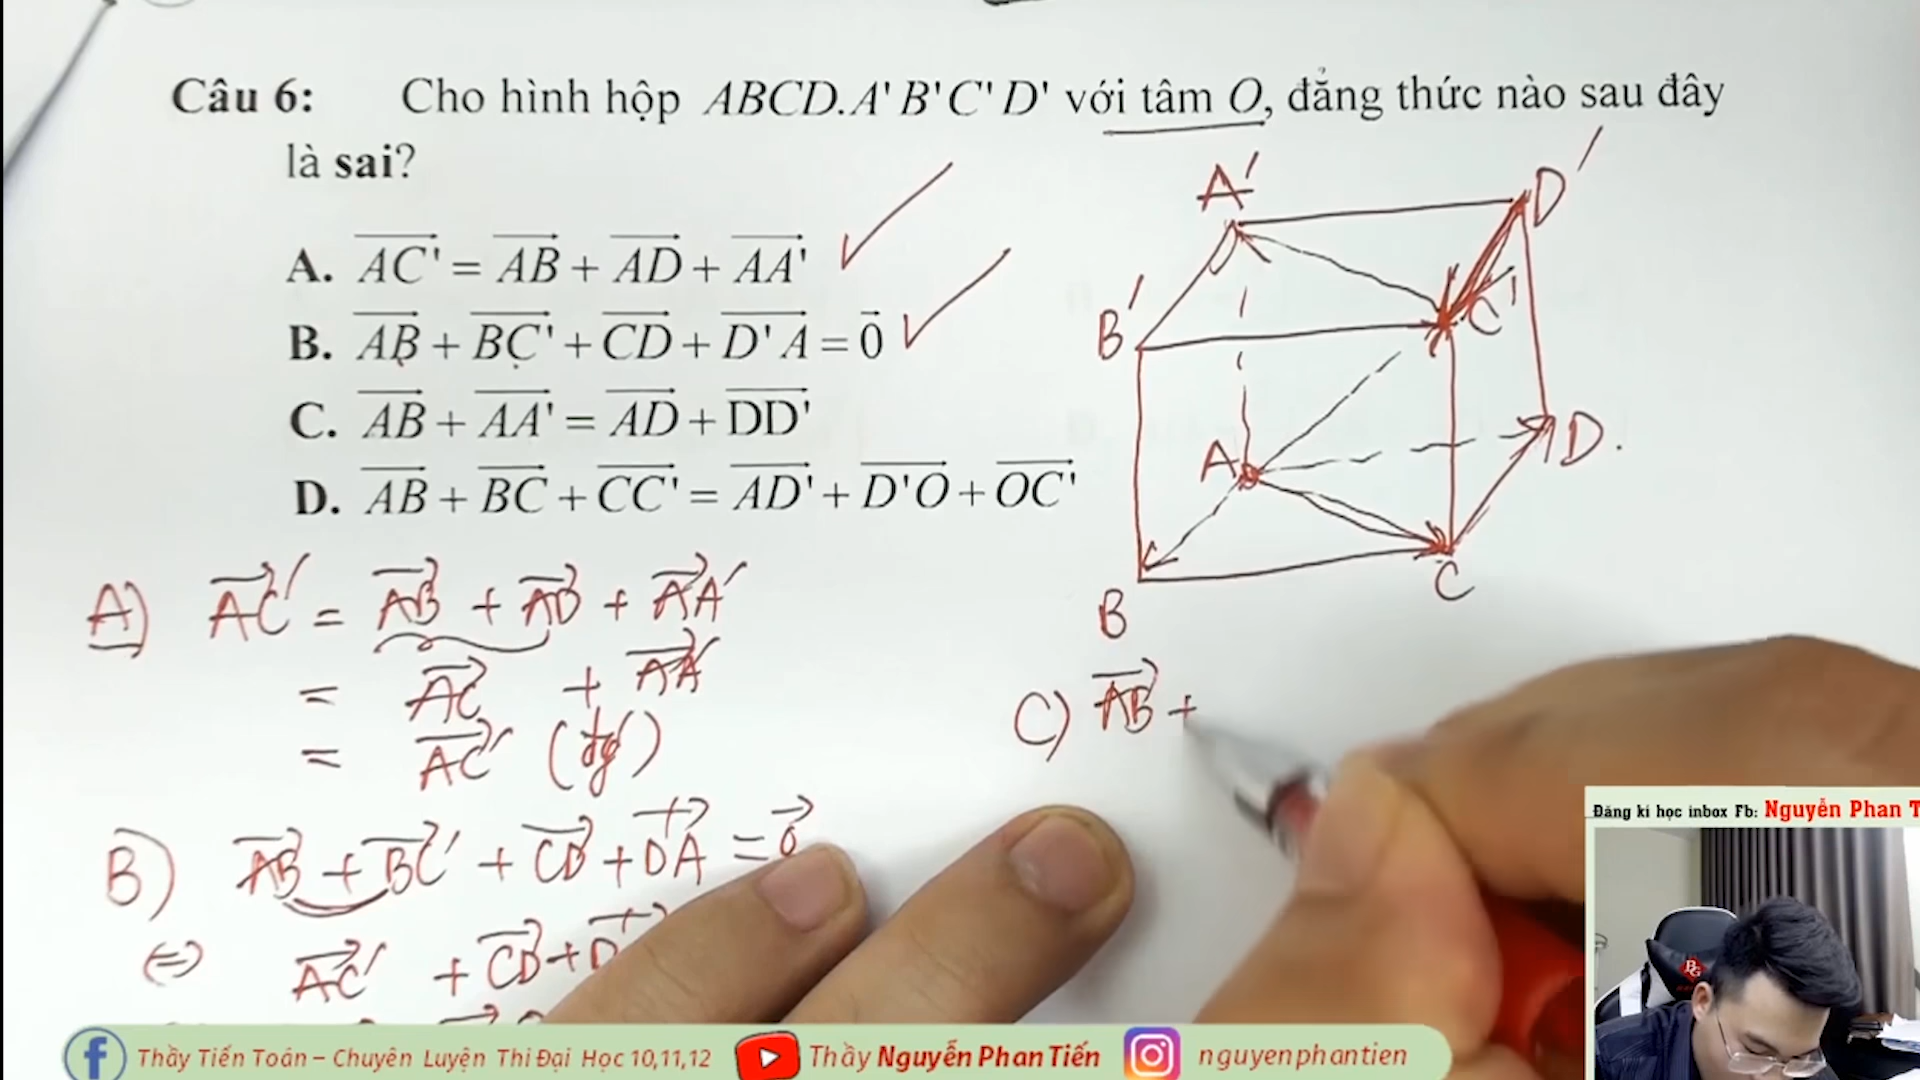 Câu 6: Cho hình hộp ABCD.A'B'C'D' với tâm O, đẳng thức nào sau đây
là sai?
A. AC' = AB + AD + AA'
B. AB + BC' + CD + D'A = 0
C. AB + AA' = AD + DD'
D. AB + BC + CC' = AD' + D'O + OC'
A'
D'
B'
C'
A
D.
B
C
A) AC' = AB + AD + AA'
= AC + AA'
= AC'
C) AB +
B) AB + BC' + CD + D'A = 0
⇔ AC' + CD + D'
Đăng kí học inbox Fb: Nguyễn Phan T
Thầy Tiến Toán – Chuyên Luyện Thi Đại Học 10,11,12
Thầy Nguyễn Phan Tiến
nguyenphantien